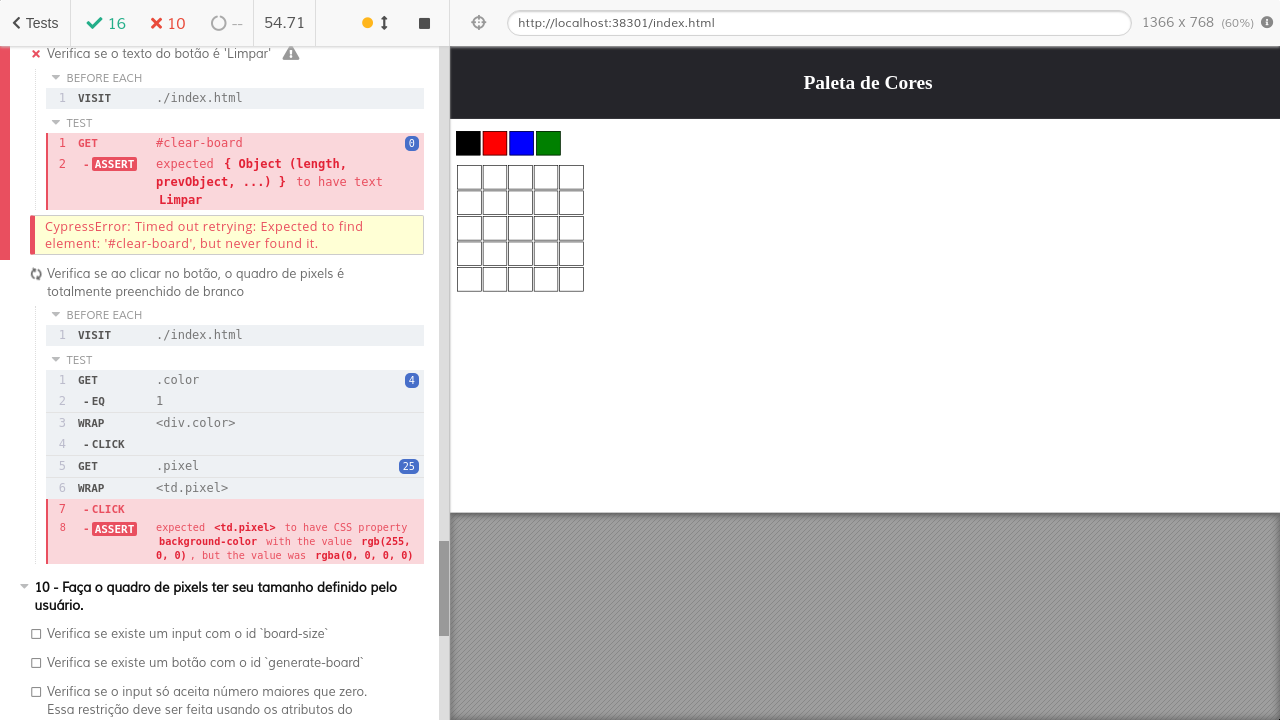 Tests 16 10 -- 54.71
http://localhost:38301/index.html 1366 x 768 (60%)
Verifica se o texto do botão é 'Limpar'
BEFORE EACH
1 VISIT ./index.html
TEST
1 GET #clear-board 0
2 - ASSERT expected { Object (length,
prevObject, ...) } to have text
Limpar
CypressError: Timed out retrying: Expected to find
element: '#clear-board', but never found it.
Verifica se ao clicar no botão, o quadro de pixels é
totalmente preenchido de branco
BEFORE EACH
1 VISIT ./index.html
TEST
1 GET .color 4
2 - EQ 1
3 WRAP <div.color>
4 - CLICK
5 GET .pixel 25
6 WRAP <td.pixel>
7 - CLICK
8 - ASSERT expected <td.pixel> to have CSS property
background-color with the value rgb(255,
0, 0) , but the value was rgba(0, 0, 0, 0)
10 - Faça o quadro de pixels ter seu tamanho definido pelo
usuário.
Verifica se existe um input com o id `board-size`
Verifica se existe um botão com o id `generate-board`
Verifica se o input só aceita número maiores que zero.
Essa restrição deve ser feita usando os atributos do
Paleta de Cores